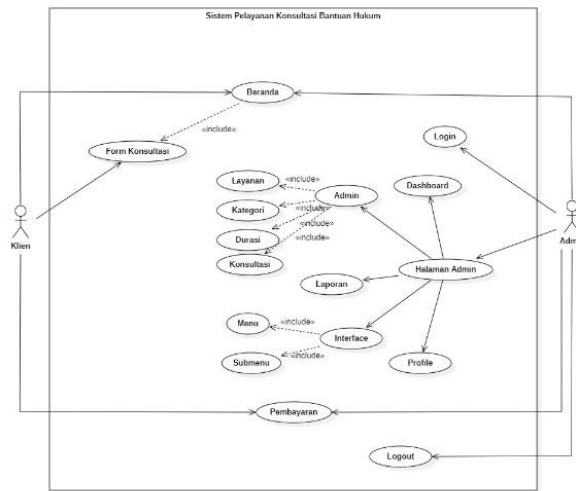 Sistem Pelayanan Konsultasi Bantuan Hukum
Beranda
«include»
Form Konsultasi
Login
Layanan
«include»
Admin
Dashboard
Kategori
«include»
Durasi
«include»
Konsultasi
Klien
Adm
Halaman Admin
Laporan
Menu
«include»
Interface
Submenu
«include»
Profile
Pembayaran
Logout